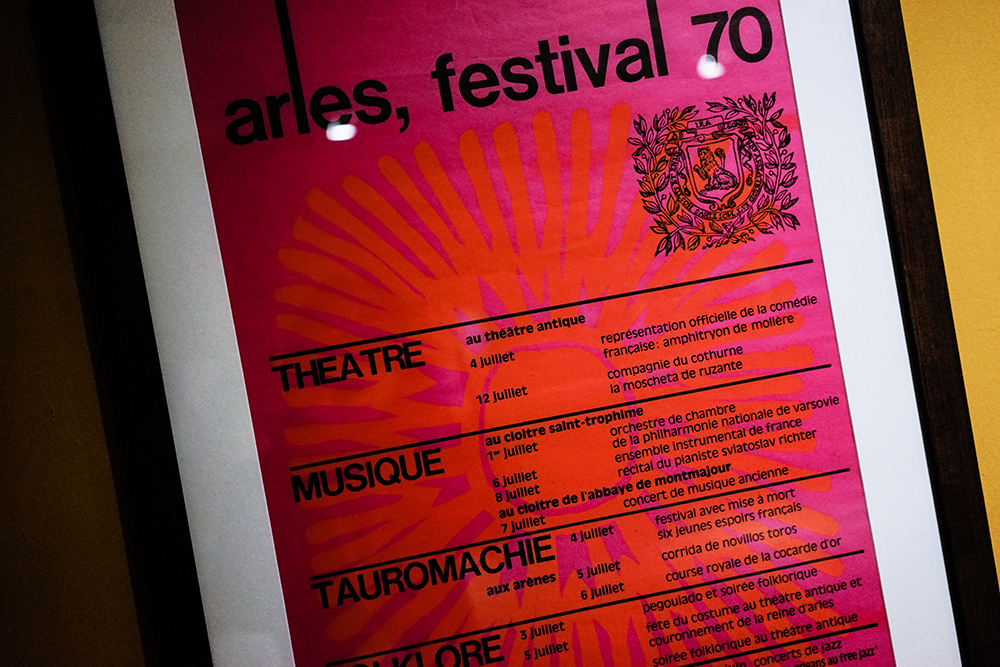 arles, festival 70
THEATRE
au théâtre antique
4 juillet
représentation officielle de la comédie
française : amphitryon de molière
12 juillet
compagnie du cothurne
la moscheta de ruzante
MUSIQUE
au cloitre saint-trophime
1er juillet
orchestre de chambre
de la philharmonie nationale de varsovie
6 juillet
ensemble instrumental de france
8 juillet
récital du pianiste sviatoslav richter
au cloitre de l'abbaye de montmajour
7 juillet
concert de musique ancienne
TAUROMACHIE
aux arènes
4 juillet
festival avec mise à mort
six jeunes espoirs français
5 juillet
corrida de novillos toros
6 juillet
course royale de la cocarde d'or
FOLKLORE
3 juillet
pegoulado et soirée folklorique
5 juillet
fête du costume au théâtre antique et
couronnement de la reine d'arles
soirée folklorique au théâtre antique
concerts de jazz
au free jazz"